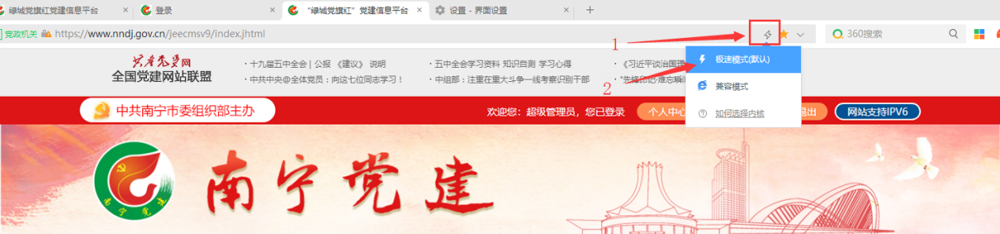 绿城党旗红党建信息平台
登录
“绿城党旗红”党建信息平台
设置 - 界面设置
党政机关
https://www.nndj.gov.cn/jeecmsv9/index.jhtml
360搜索
1
共产党员网
全国党建网站联盟
· 十九届五中全会 | 公报 《建议》 说明
· 五中全会学习资料 知识自测 学习心得
· 《习近平谈治国理
· 中共中央@全体党员：向这位同志学习！
· 中组部：注重在重大斗争一线考察识别干部
· “先锋印记·难忘瞬间
极速模式(默认)
2
兼容模式
如何选择内核
中共南宁市委组织部主办
欢迎您：超级管理员，您已登录
个人中心
退出
网站支持IPV6
南宁党建
南宁党建